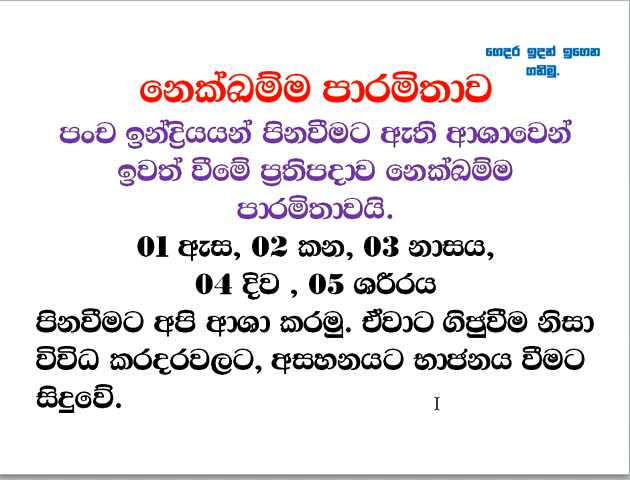 ගෙදර ඉඳන් ඉගෙන
ගනිමු.
නෙක්ඛම්ම පාරමිතාව
පංච ඉන්ද්‍රියයන් පිනවීමට ඇති ආශාවෙන්
ඉවත් වීමේ ප්‍රතිපදාව නෙක්ඛම්ම
පාරමිතාවයි.
01 ඇස, 02 කන, 03 නාසය,
04 දිව , 05 ශරීරය
පිනවීමට අපි ආශා කරමු. ඒවාට ගිජුවීම නිසා
විවිධ කරදරවලට, අසහනයට භාජනය වීමට
සිදුවේ.